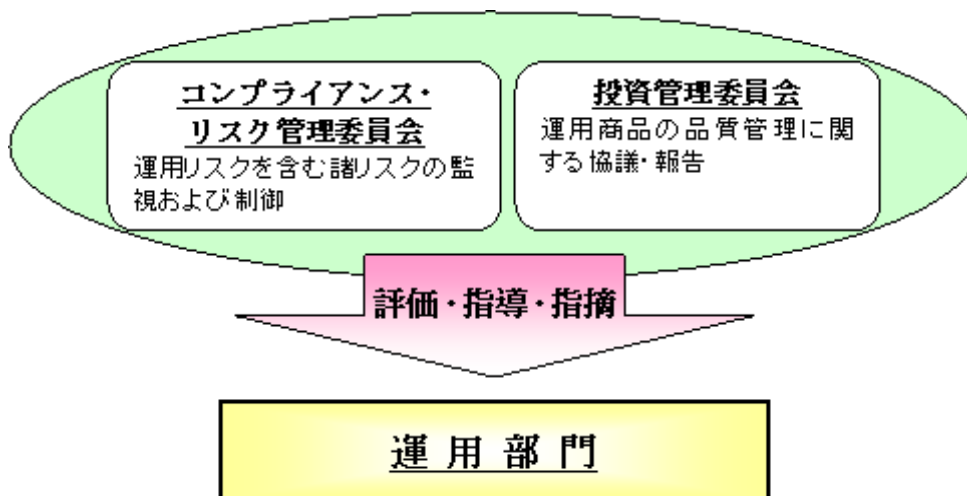 コンプライアンス・
リスク管理委員会
運用リスクを含む諸リスクの監
視および制御
投資管理委員会
運用商品の品質管理に関
する協議・報告
評価・指導・指摘
運用部門